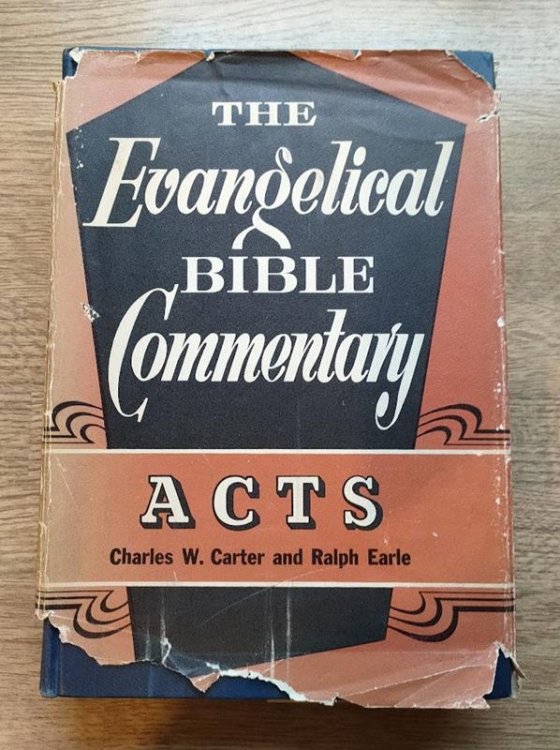 THE
Evangelical
BIBLE
Commentary
ACTS
Charles W. Carter and Ralph Earle